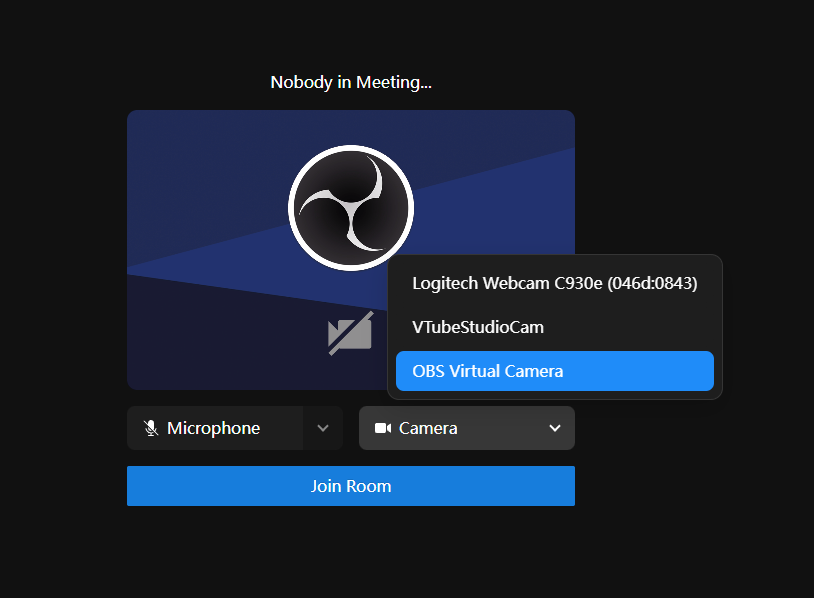 Nobody in Meeting...
Logitech Webcam C930e (046d:0843)
VTubeStudioCam
OBS Virtual Camera
Microphone
Camera
Join Room